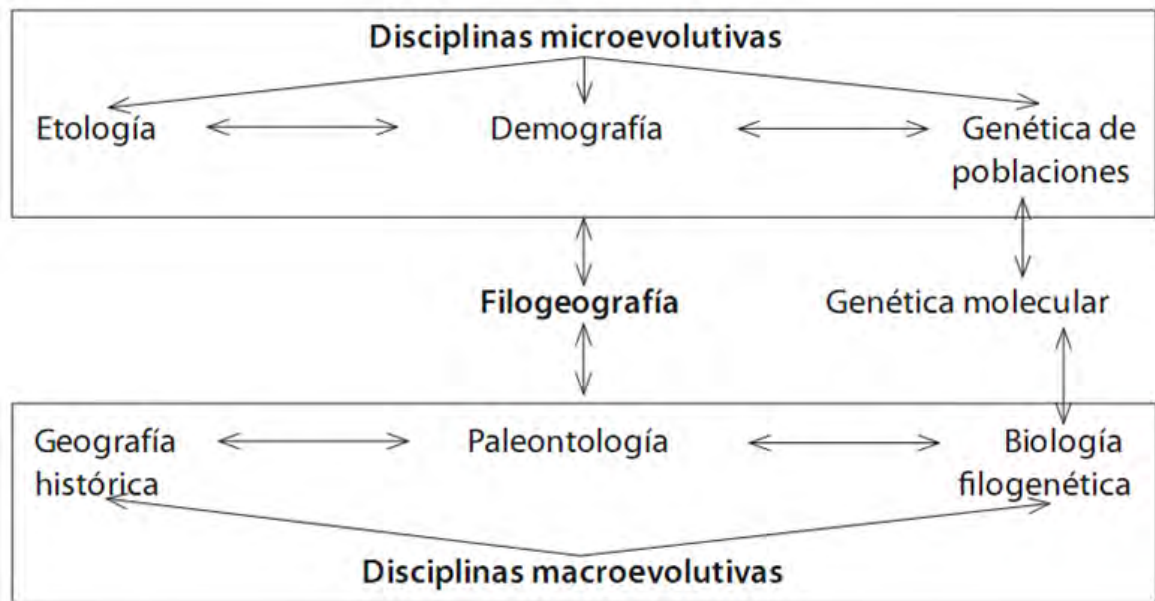 Disciplinas microevolutivas
Etología
Demografía
Genética de
poblaciones
Filogeografía
Genética molecular
Geografía
histórica
Paleontología
Biología
filogenética
Disciplinas macroevolutivas